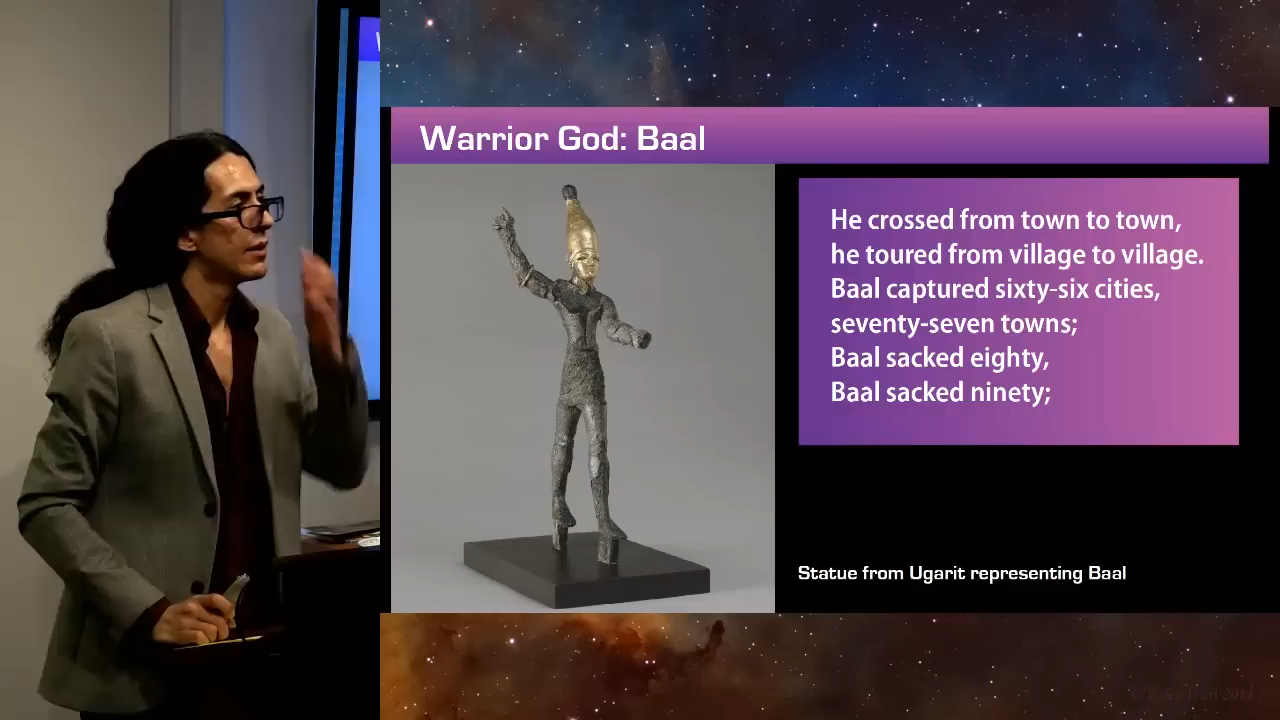 Warrior God: Baal
He crossed from town to town,
he toured from village to village.
Baal captured sixty-six cities,
seventy-seven towns;
Baal sacked eighty,
Baal sacked ninety;
Statue from Ugarit representing Baal